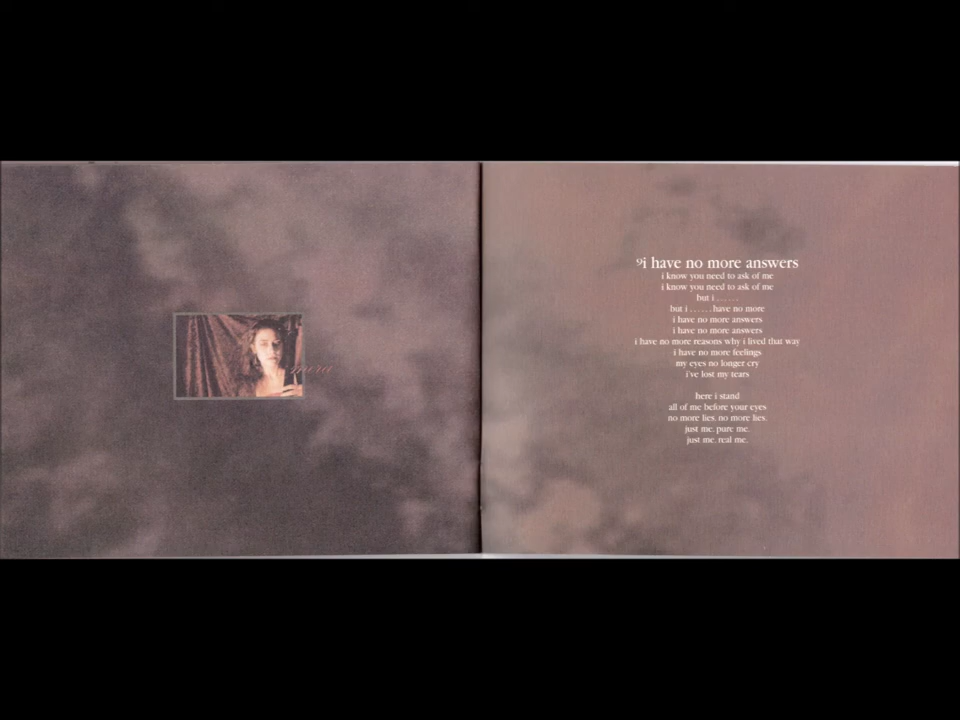 mira
9i have no more answers
i know you need to ask of me
i know you need to ask of me
but i . . . . . .
but i . . . . . . have no more
i have no more answers
i have no more answers
i have no more reasons why i lived that way
i have no more feelings
my eyes no longer cry
i've lost my tears
here i stand
all of me before your eyes
no more lies. no more lies.
just me. pure me.
just me. real me.